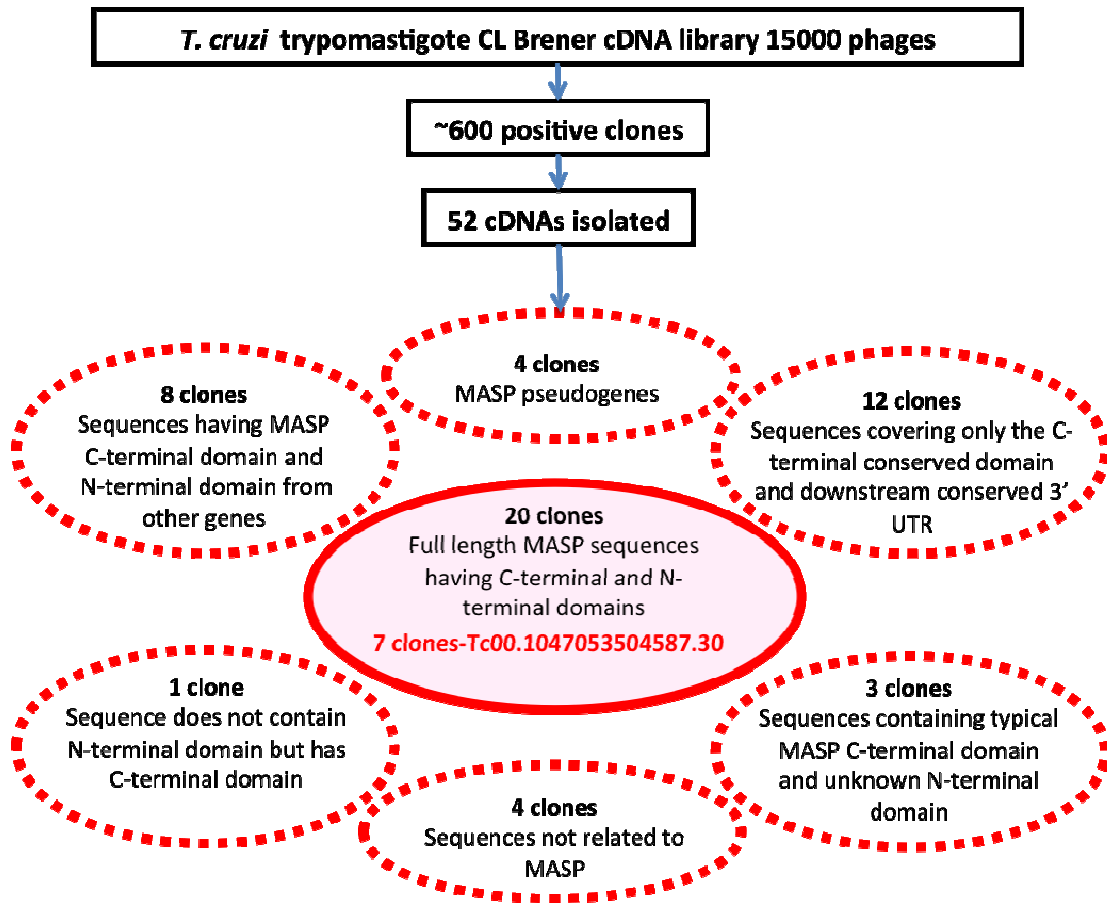 T. cruzi trypomastigote CL Brener cDNA library 15000 phages
~600 positive clones
52 cDNAs isolated
4 clones
MASP pseudogenes
8 clones
Sequences having MASP
C-terminal domain and
N-terminal domain from
other genes
12 clones
Sequences covering only the C-
terminal conserved domain
and downstream conserved 3’
UTR
20 clones
Full length MASP sequences
having C-terminal and N-
terminal domains
7 clones-Tc00.1047053504587.30
1 clone
Sequence does not contain
N-terminal domain but has
C-terminal domain
3 clones
Sequences containing typical
MASP C-terminal domain
and unknown N-terminal
domain
4 clones
Sequences not related to
MASP